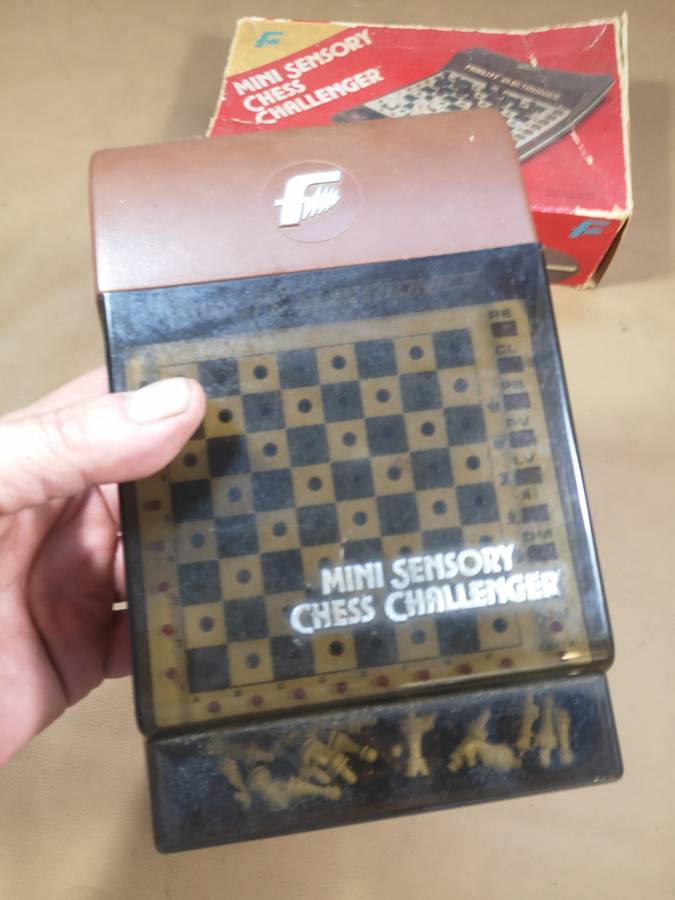 MINI SENSORY
CHESS
CHALLENGER
FIDELITY ELECTRONICS
RE
CL
PB
PV
LV
DM
MINI SENSORY
CHESS CHALLENGER